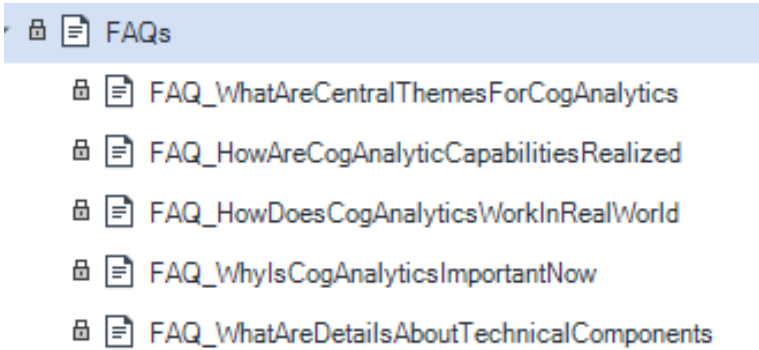 FAQs
FAQ_WhatAreCentralThemesForCogAnalytics
FAQ_HowAreCogAnalyticCapabilitiesRealized
FAQ_HowDoesCogAnalyticsWorkInRealWorld
FAQ_WhyIsCogAnalyticsImportantNow
FAQ_WhatAreDetailsAboutTechnicalComponents